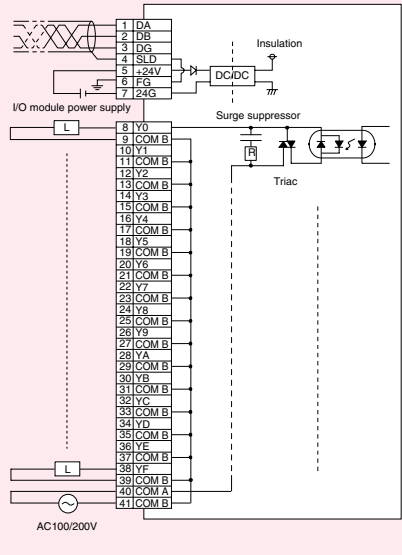 1 DA
2 DB
3 DG
4 SLD
5 +24V
6 FG
7 24G
Insulation
DC/DC
I/O module power supply
Surge suppressor
L
8 Y0
9 COM B
R
Triac
10 Y1
11 COM B
12 Y2
13 COM B
14 Y3
15 COM B
16 Y4
17 COM B
18 Y5
19 COM B
20 Y6
21 COM B
22 Y7
23 COM B
24 Y8
25 COM B
26 Y9
27 COM B
28 YA
29 COM B
30 YB
31 COM B
32 YC
33 COM B
34 YD
35 COM B
36 YE
37 COM B
L
38 YF
39 COM B
40 COM A
41 COM B
AC100/200V